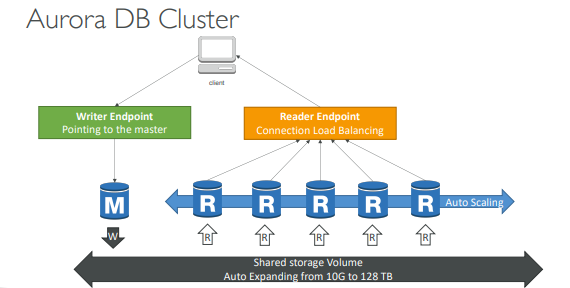 Aurora DB Cluster
client
Writer Endpoint
Pointing to the master
Reader Endpoint
Connection Load Balancing
M
R
R
R
R
R
Auto Scaling
W
R
R
R
R
R
Shared storage Volume
Auto Expanding from 10G to 128 TB